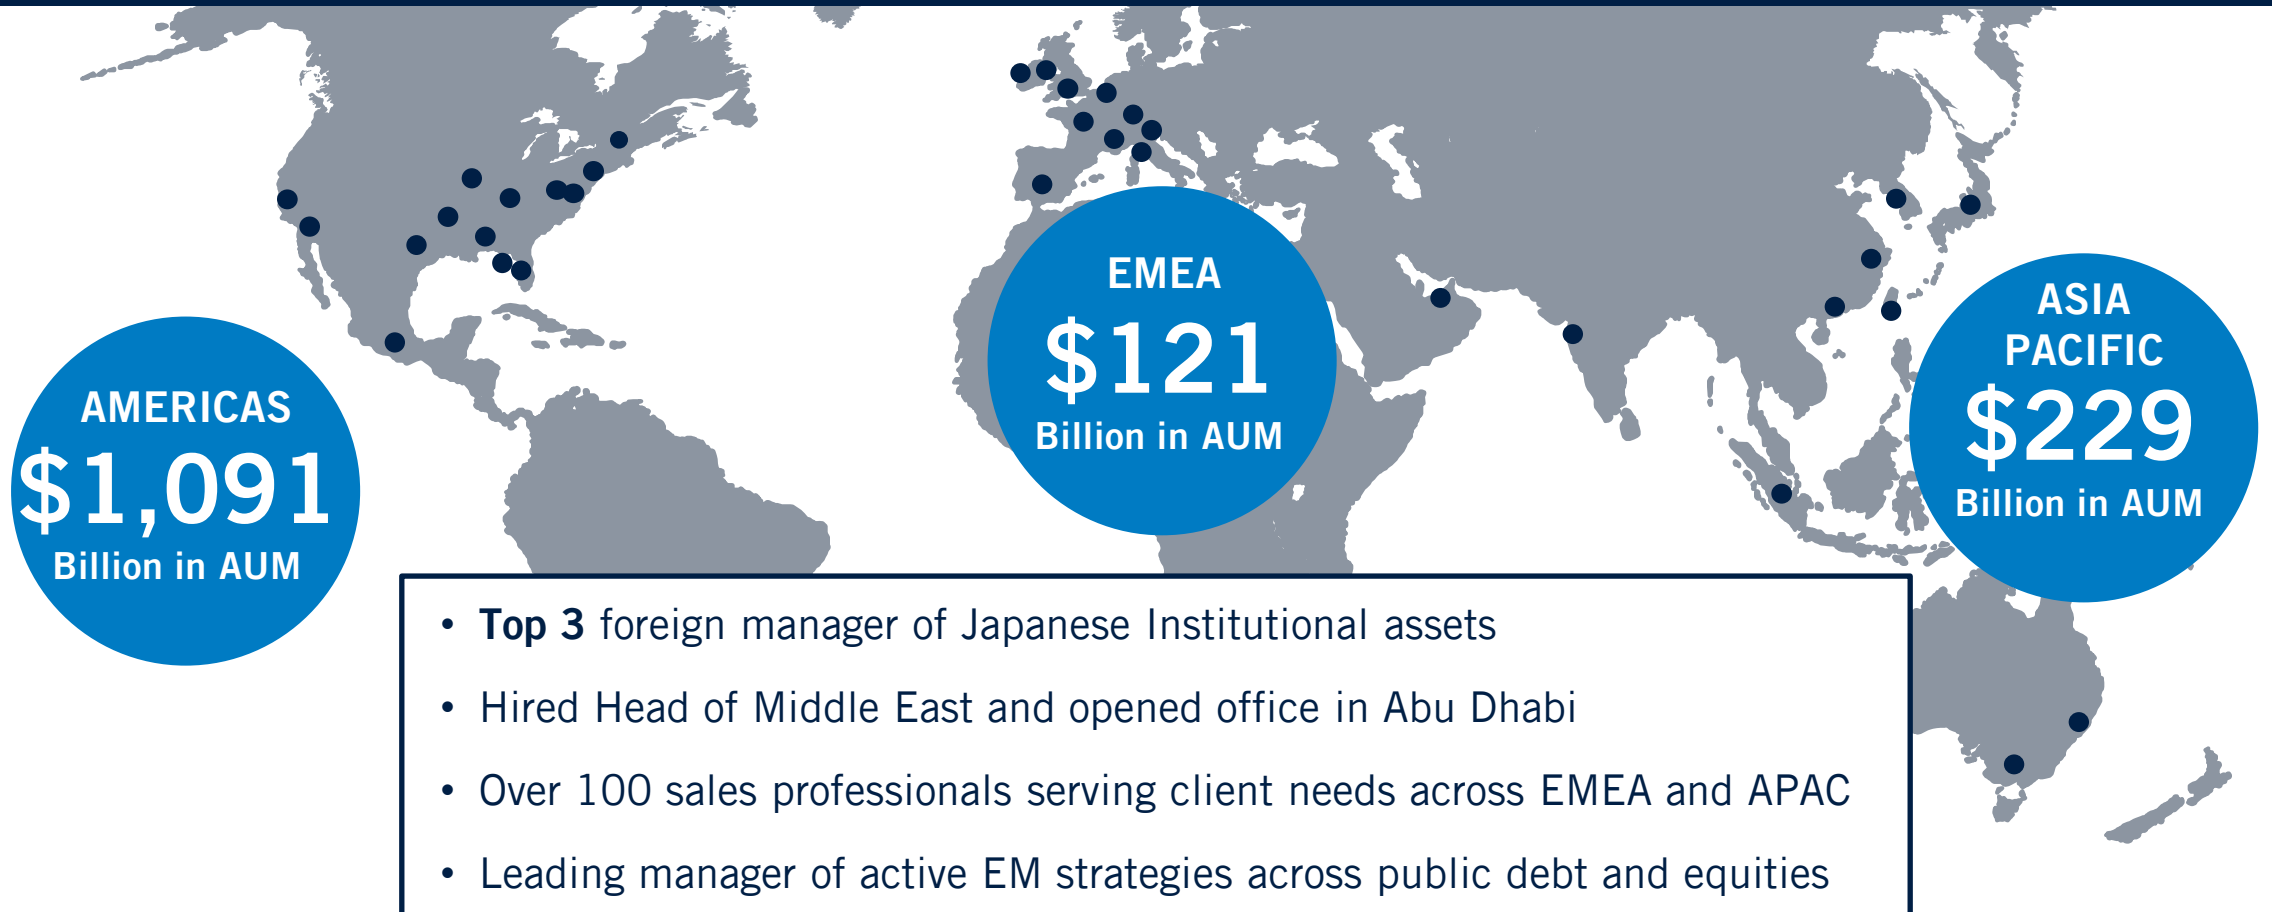 AMERICAS
$1,091
Billion in AUM
EMEA
$121
Billion in AUM
ASIA
PACIFIC
$229
Billion in AUM
• Top 3 foreign manager of Japanese Institutional assets
• Hired Head of Middle East and opened office in Abu Dhabi
• Over 100 sales professionals serving client needs across EMEA and APAC
• Leading manager of active EM strategies across public debt and equities